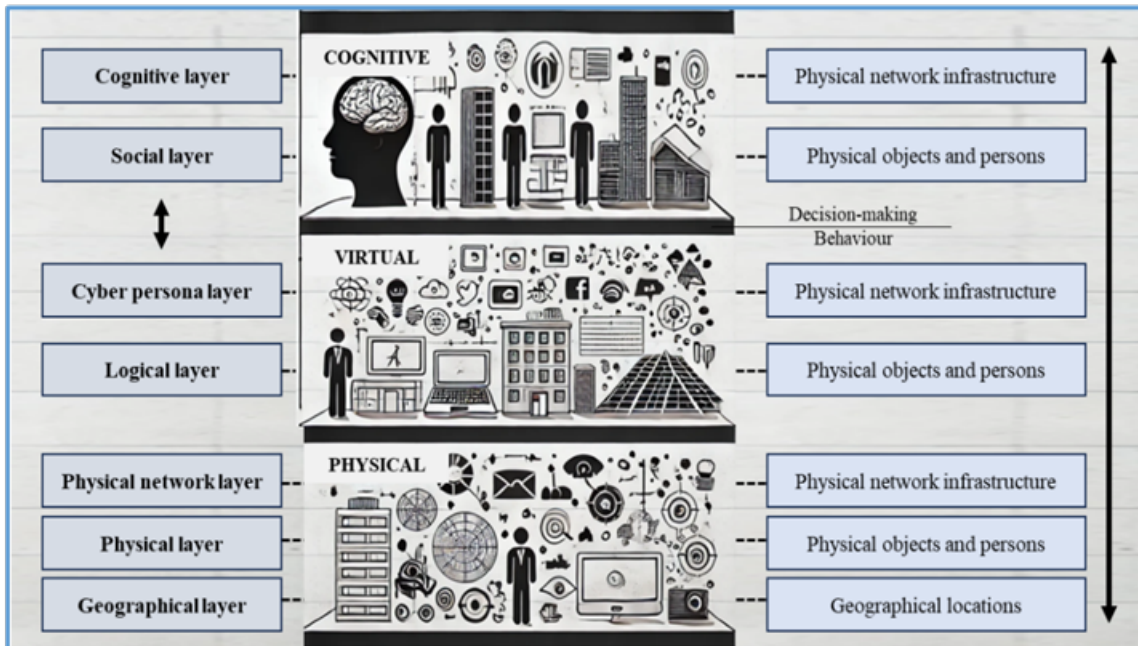 COGNITIVE
Cognitive layer
Physical network infrastructure
Social layer
Physical objects and persons
Decision-making
Behaviour
VIRTUAL
Cyber persona layer
Physical network infrastructure
Logical layer
Physical objects and persons
PHYSICAL
Physical network layer
Physical network infrastructure
Physical layer
Physical objects and persons
Geographical layer
Geographical locations